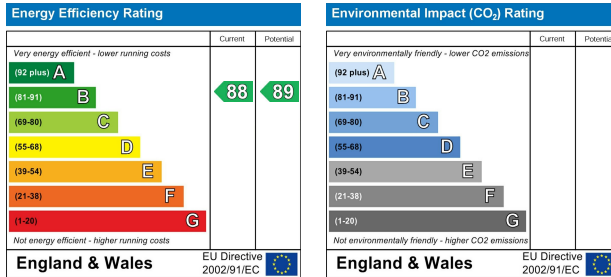 Energy Efficiency Rating
Current Potential
Very energy efficient - lower running costs
(92 plus) A
(81-91) B
88 89
(69-80) C
(55-68) D
(39-54) E
(21-38) F
(1-20) G
Not energy efficient - higher running costs
England & Wales
EU Directive
2002/91/EC
Environmental Impact (CO₂) Rating
Current Potential
Very environmentally friendly - lower CO2 emissions
(92 plus) A
(81-91) B
(69-80) C
(55-68) D
(39-54) E
(21-38) F
(1-20) G
Not environmentally friendly - higher CO2 emissions
England & Wales
EU Directive
2002/91/EC